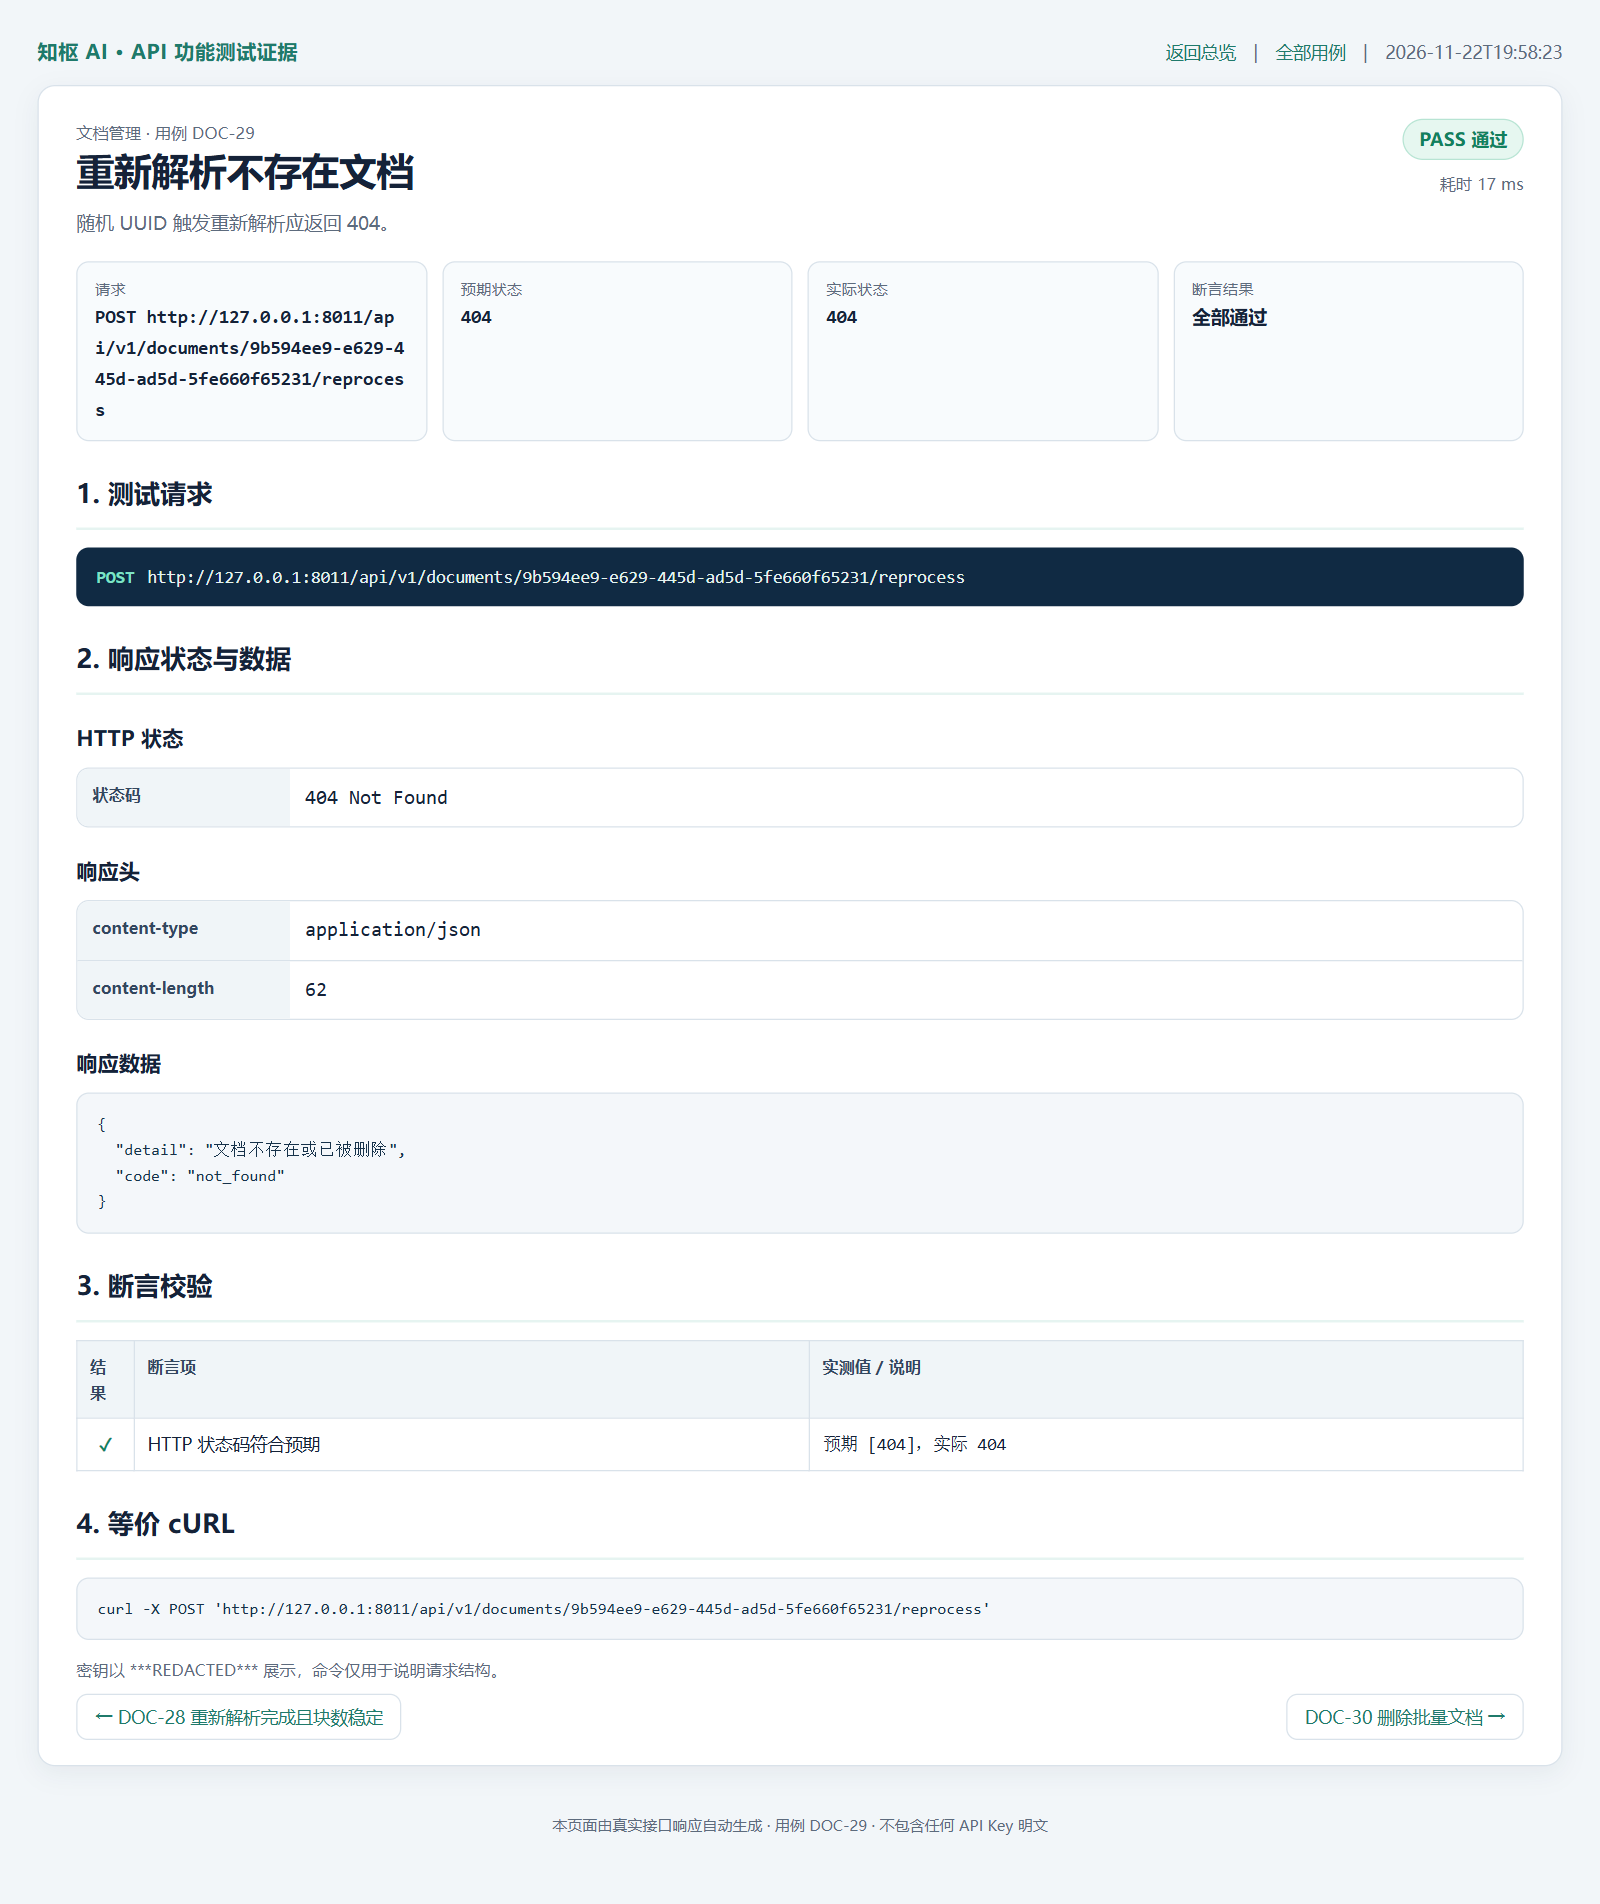 知枢 AI · API 功能测试证据
返回总览 | 全部用例 | 2026-11-22T19:58:23
文档管理 · 用例 DOC-29
重新解析不存在文档
随机 UUID 触发重新解析应返回 404。
PASS 通过
耗时 17 ms
请求
POST http://127.0.0.1:8011/ap
i/v1/documents/9b594ee9-e629-4
45d-ad5d-5fe660f65231/reproces
s
预期状态
404
实际状态
404
断言结果
全部通过
1. 测试请求
POST http://127.0.0.1:8011/api/v1/documents/9b594ee9-e629-445d-ad5d-5fe660f65231/reprocess
2. 响应状态与数据
HTTP 状态
状态码 404 Not Found
响应头
content-type application/json
content-length 62
响应数据
{
"detail": "文档不存在或已被删除",
"code": "not_found"
}
3. 断言校验
结果 断言项 实测值 / 说明
✓ HTTP 状态码符合预期 预期 [404]，实际 404
4. 等价 cURL
curl -X POST 'http://127.0.0.1:8011/api/v1/documents/9b594ee9-e629-445d-ad5d-5fe660f65231/reprocess'
密钥以 ***REDACTED*** 展示，命令仅用于说明请求结构。
← DOC-28 重新解析完成且块数稳定
DOC-30 删除批量文档 →
本页面由真实接口响应自动生成 · 用例 DOC-29 · 不包含任何 API Key 明文